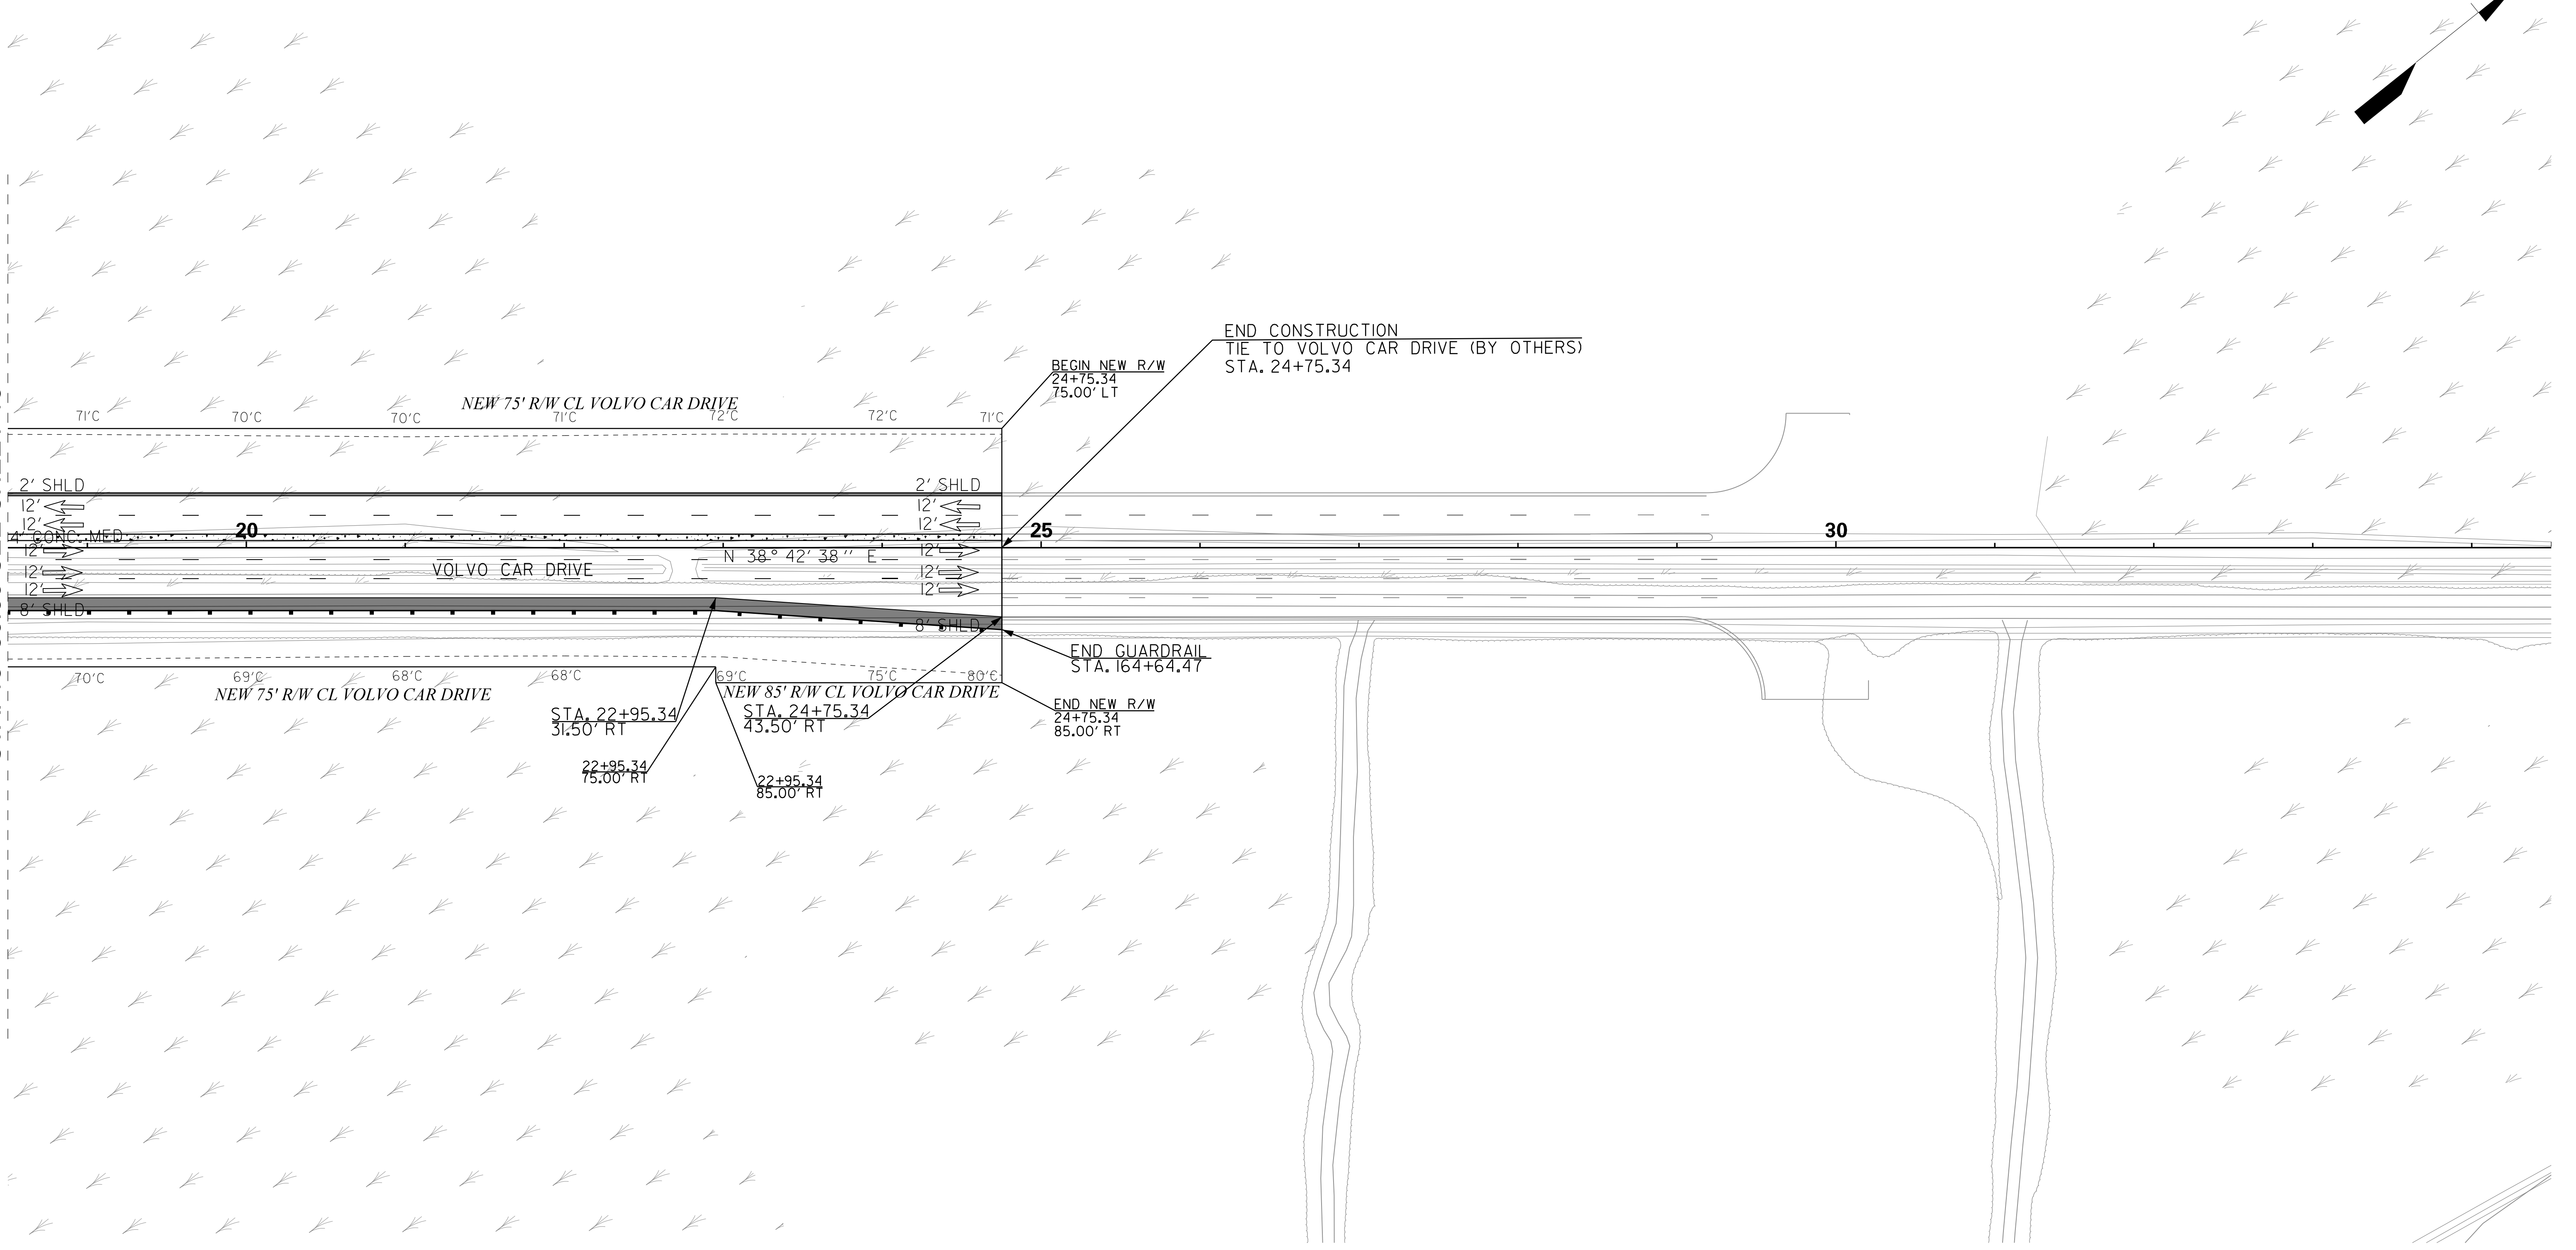 END CONSTRUCTION
TIE TO VOLVO CAR DRIVE (BY OTHERS)
STA. 24+75.34
BEGIN NEW R/W
24+75.34
75.00' LT
NEW 75' R/W CL VOLVO CAR DRIVE
71'C 70'C 70'C 71'C 72'C 72'C 71'C
2' SHLD 2' SHLD
12' 12'
12' 12'
20 25 30
4' CONC. MED
12' 12'
N 38° 42' 38'' E
VOLVO CAR DRIVE
12' 12'
12' 12'
8' SHLD
8' SHLD
END GUARDRAIL
STA. 164+64.47
70'C 69'C 68'C 68'C 69'C 75'C 80'C
NEW 75' R/W CL VOLVO CAR DRIVE
NEW 85' R/W CL VOLVO CAR DRIVE
STA. 22+95.34
31.50' RT
STA. 24+75.34
43.50' RT
END NEW R/W
24+75.34
85.00' RT
22+95.34
75.00' RT
22+95.34
85.00' RT